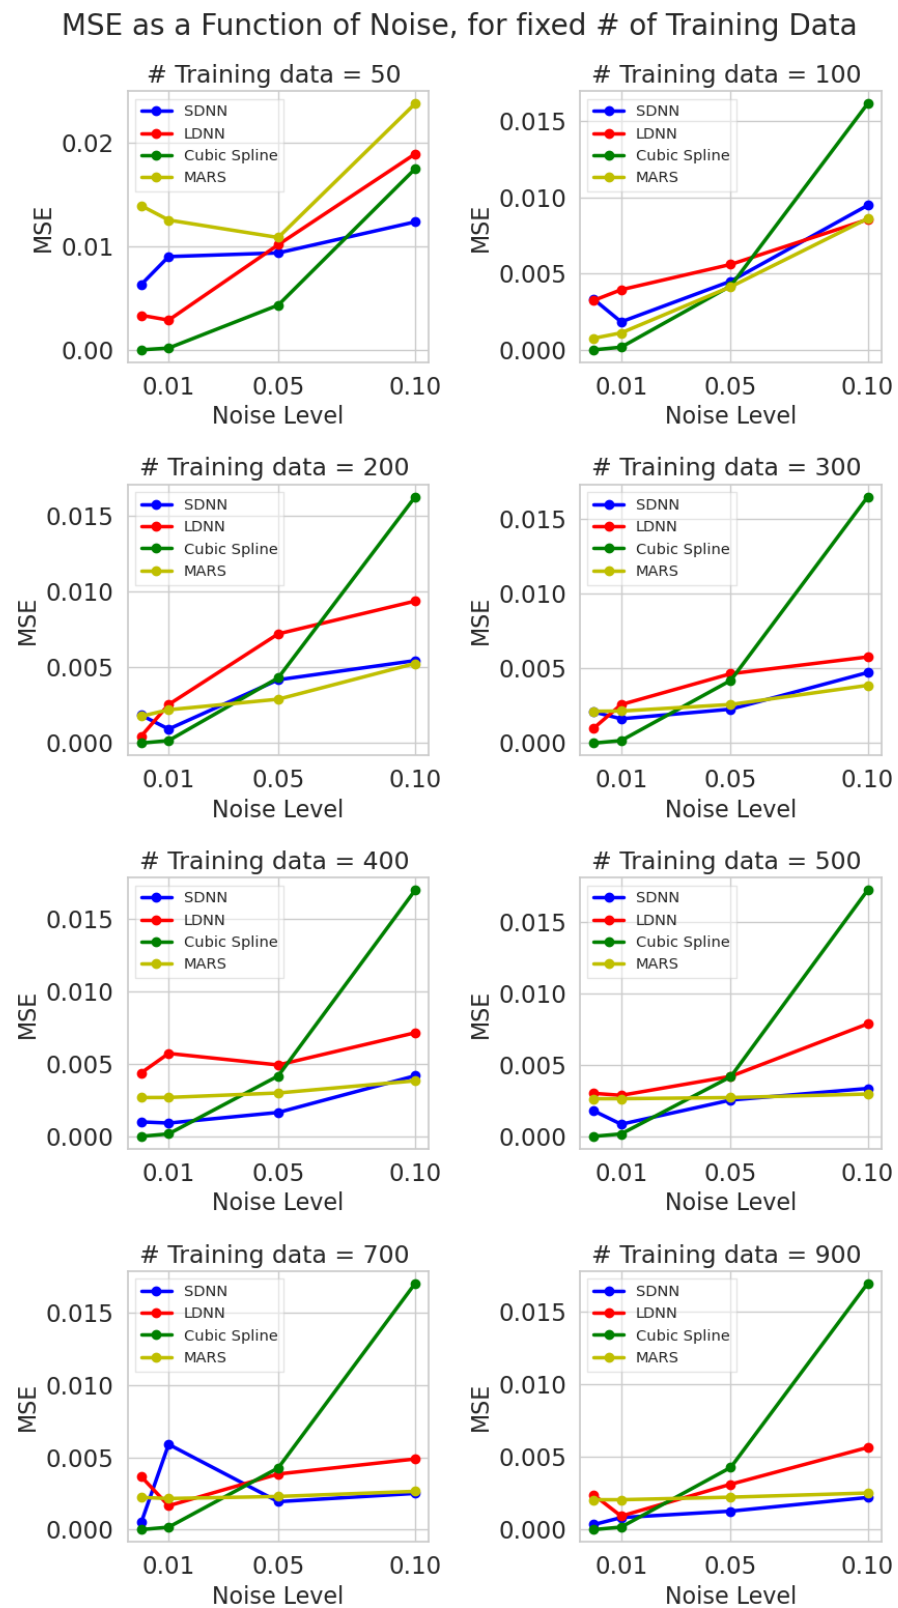 MSE as a Function of Noise, for fixed # of Training Data
# Training data = 50
SDNN
LDNN
Cubic Spline
MARS
0.02
0.01
0.00
MSE
0.01 0.05 0.10
Noise Level
# Training data = 100
SDNN
LDNN
Cubic Spline
MARS
0.015
0.010
0.005
0.000
MSE
0.01 0.05 0.10
Noise Level
# Training data = 200
SDNN
LDNN
Cubic Spline
MARS
0.015
0.010
0.005
0.000
MSE
0.01 0.05 0.10
Noise Level
# Training data = 300
SDNN
LDNN
Cubic Spline
MARS
0.015
0.010
0.005
0.000
MSE
0.01 0.05 0.10
Noise Level
# Training data = 400
SDNN
LDNN
Cubic Spline
MARS
0.015
0.010
0.005
0.000
MSE
0.01 0.05 0.10
Noise Level
# Training data = 500
SDNN
LDNN
Cubic Spline
MARS
0.015
0.010
0.005
0.000
MSE
0.01 0.05 0.10
Noise Level
# Training data = 700
SDNN
LDNN
Cubic Spline
MARS
0.015
0.010
0.005
0.000
MSE
0.01 0.05 0.10
Noise Level
# Training data = 900
SDNN
LDNN
Cubic Spline
MARS
0.015
0.010
0.005
0.000
MSE
0.01 0.05 0.10
Noise Level